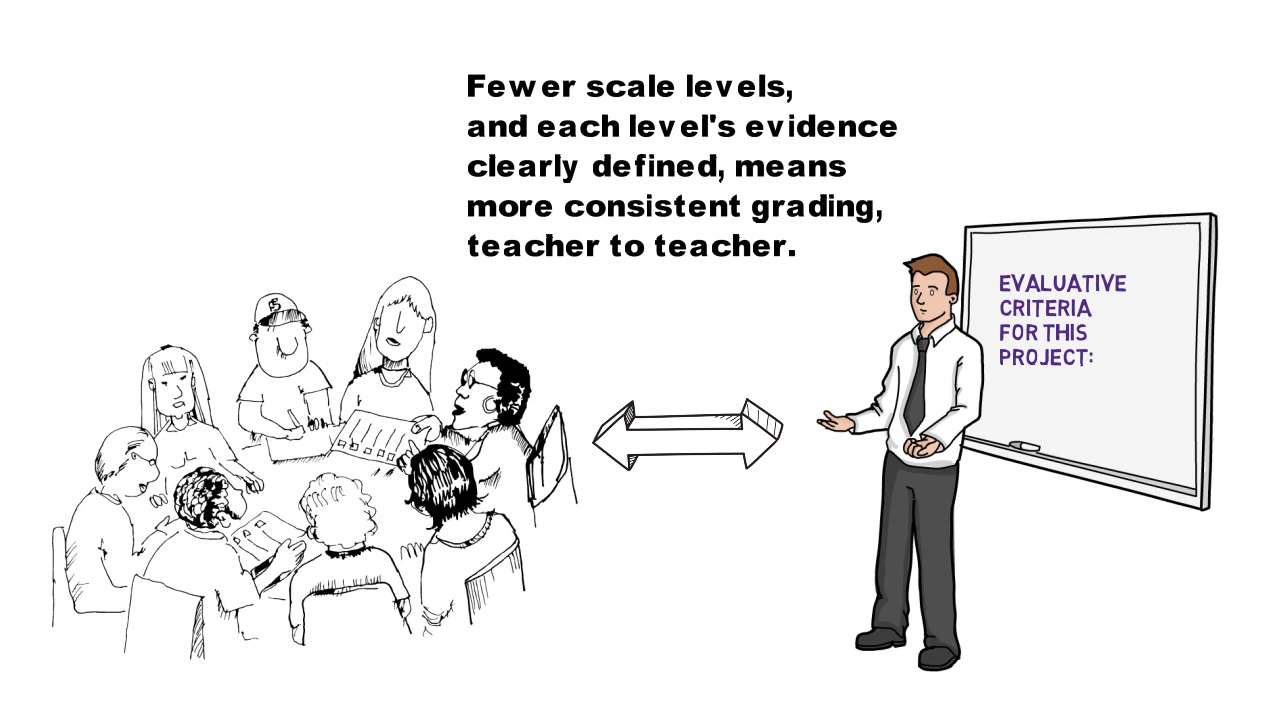 Fewer scale levels,
and each level's evidence
clearly defined, means
more consistent grading,
teacher to teacher.
EVALUATIVE
CRITERIA
FOR THIS
PROJECT: